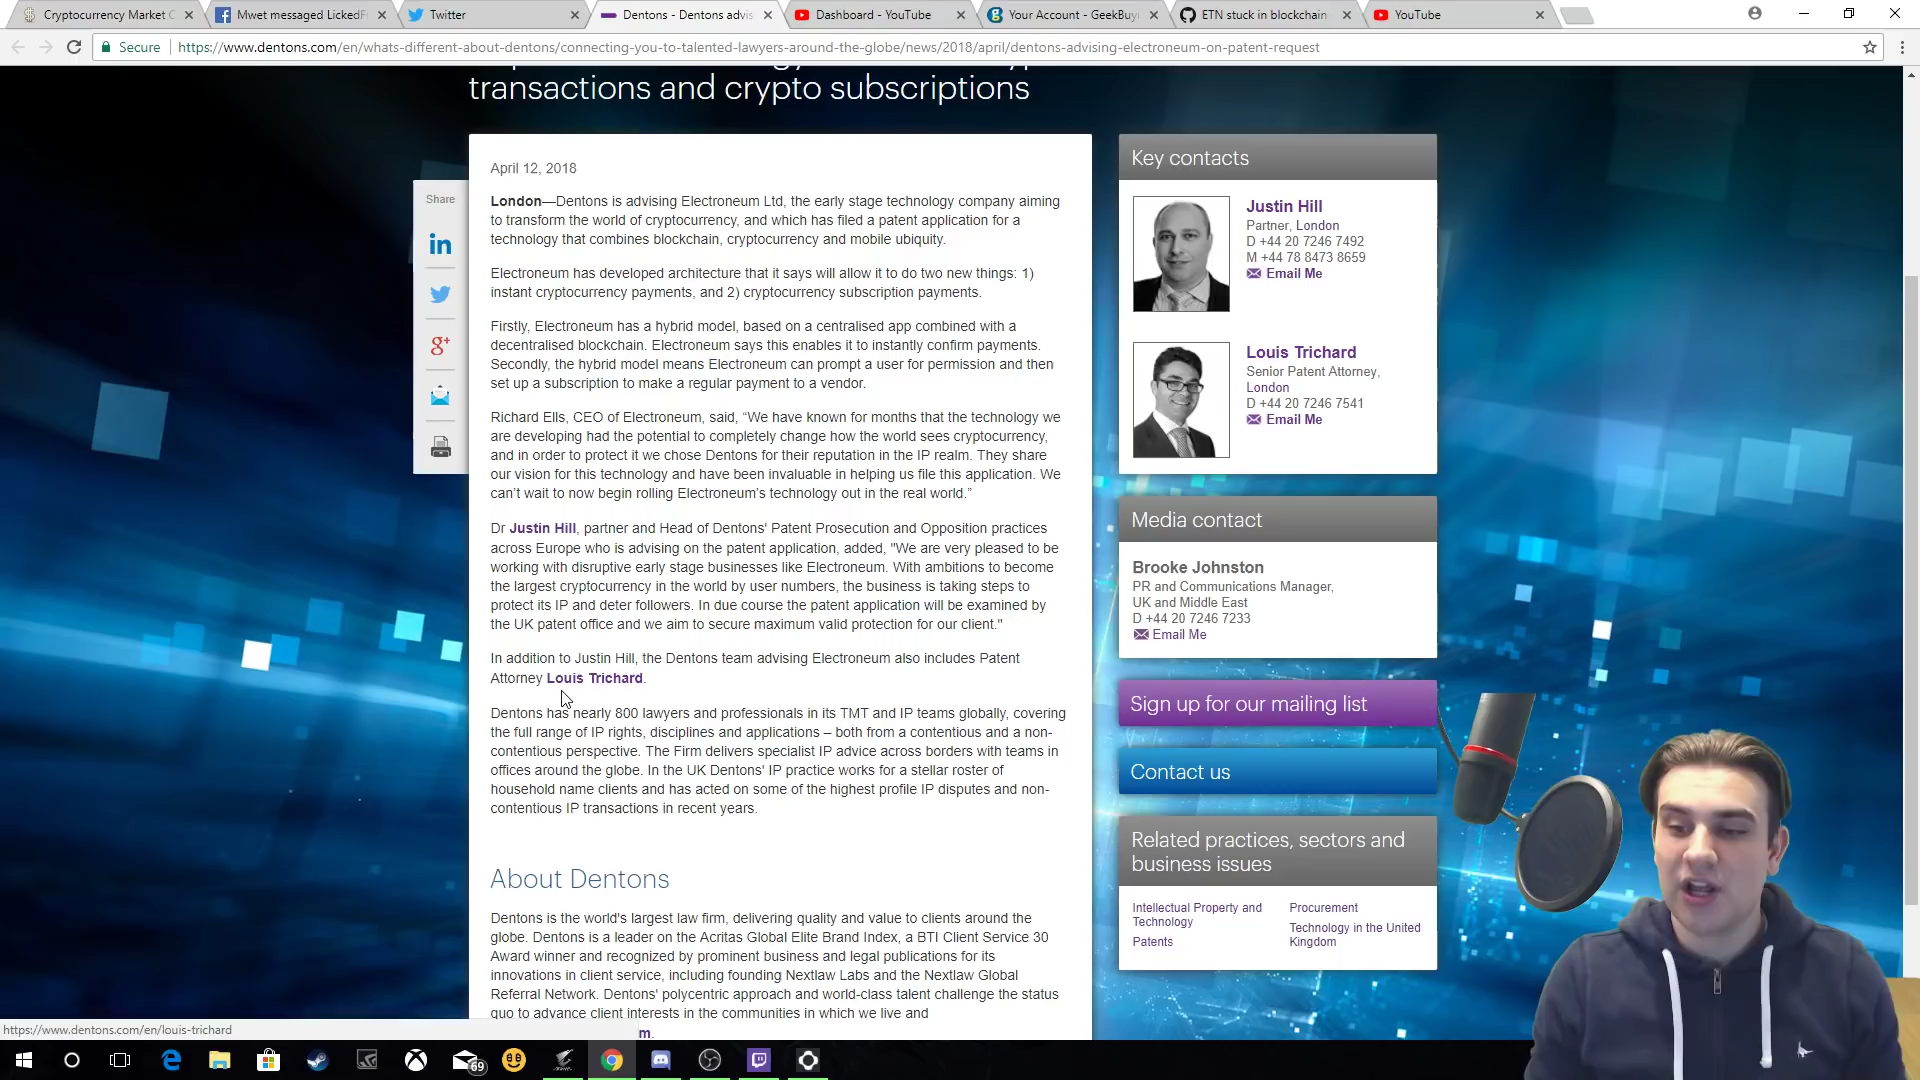 Cryptocurrency Market C
Mwet messaged LickedF
Twitter
Dentons - Dentons advis
Dashboard - YouTube
Your Account - GeekBuy
ETN stuck in blockchain
YouTube
Secure
https://www.dentons.com/en/whats-different-about-dentons/connecting-you-to-talented-lawyers-around-the-globe/news/2018/april/dentons-advising-electroneum-on-patent-request
transactions and crypto subscriptions
Share
April 12, 2018
London—Dentons is advising Electroneum Ltd, the early stage technology company aiming
to transform the world of cryptocurrency, and which has filed a patent application for a
technology that combines blockchain, cryptocurrency and mobile ubiquity.
Electroneum has developed architecture that it says will allow it to do two new things: 1)
instant cryptocurrency payments, and 2) cryptocurrency subscription payments.
Firstly, Electroneum has a hybrid model, based on a centralised app combined with a
decentralised blockchain. Electroneum says this enables it to instantly confirm payments.
Secondly, the hybrid model means Electroneum can prompt a user for permission and then
set up a subscription to make a regular payment to a vendor.
Richard Ells, CEO of Electroneum, said, “We have known for months that the technology we
are developing had the potential to completely change how the world sees cryptocurrency,
and in order to protect it we chose Dentons for their reputation in the IP realm. They share
our vision for this technology and have been invaluable in helping us file this application. We
can’t wait to now begin rolling Electroneum’s technology out in the real world.”
Dr Justin Hill, partner and Head of Dentons' Patent Prosecution and Opposition practices
across Europe who is advising on the patent application, added, "We are very pleased to be
working with disruptive early stage businesses like Electroneum. With ambitions to become
the largest cryptocurrency in the world by user numbers, the business is taking steps to
protect its IP and deter followers. In due course the patent application will be examined by
the UK patent office and we aim to secure maximum valid protection for our client."
In addition to Justin Hill, the Dentons team advising Electroneum also includes Patent
Attorney Louis Trichard.
Dentons has nearly 800 lawyers and professionals in its TMT and IP teams globally, covering
the full range of IP rights, disciplines and applications – both from a contentious and a non-
contentious perspective. The Firm delivers specialist IP advice across borders with teams in
offices around the globe. In the UK Dentons' IP practice works for a stellar roster of
household name clients and has acted on some of the highest profile IP disputes and non-
contentious IP transactions in recent years.
About Dentons
Dentons is the world's largest law firm, delivering quality and value to clients around the
globe. Dentons is a leader on the Acritas Global Elite Brand Index, a BTI Client Service 30
Award winner and recognized by prominent business and legal publications for its
innovations in client service, including founding Nextlaw Labs and the Nextlaw Global
Referral Network. Dentons' polycentric approach and world-class talent challenge the status
quo to advance client interests in the communities in which we live and
m.
Key contacts
Justin Hill
Partner, London
D +44 20 7246 7492
M +44 78 8473 8659
Email Me
Louis Trichard
Senior Patent Attorney,
London
D +44 20 7246 7541
Email Me
Media contact
Brooke Johnston
PR and Communications Manager,
UK and Middle East
D +44 20 7246 7233
Email Me
Sign up for our mailing list
Contact us
Related practices, sectors and
business issues
Intellectual Property and
Technology
Patents
Procurement
Technology in the United
Kingdom
https://www.dentons.com/en/louis-trichard
69